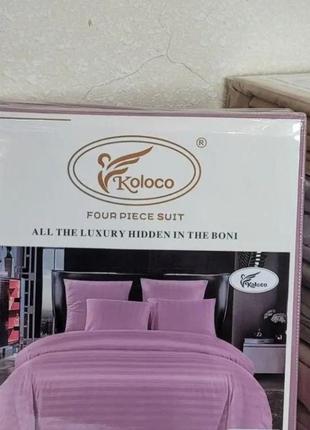 ®
Koloco
FOUR PIECE SUIT
ALL THE LUXURY HIDDEN IN THE BONI
Koloco